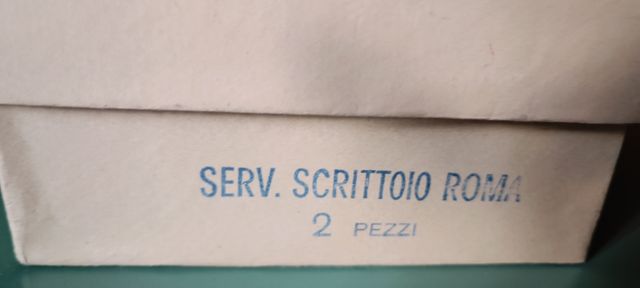 SERV. SCRITTOIO ROMA
2 PEZZI